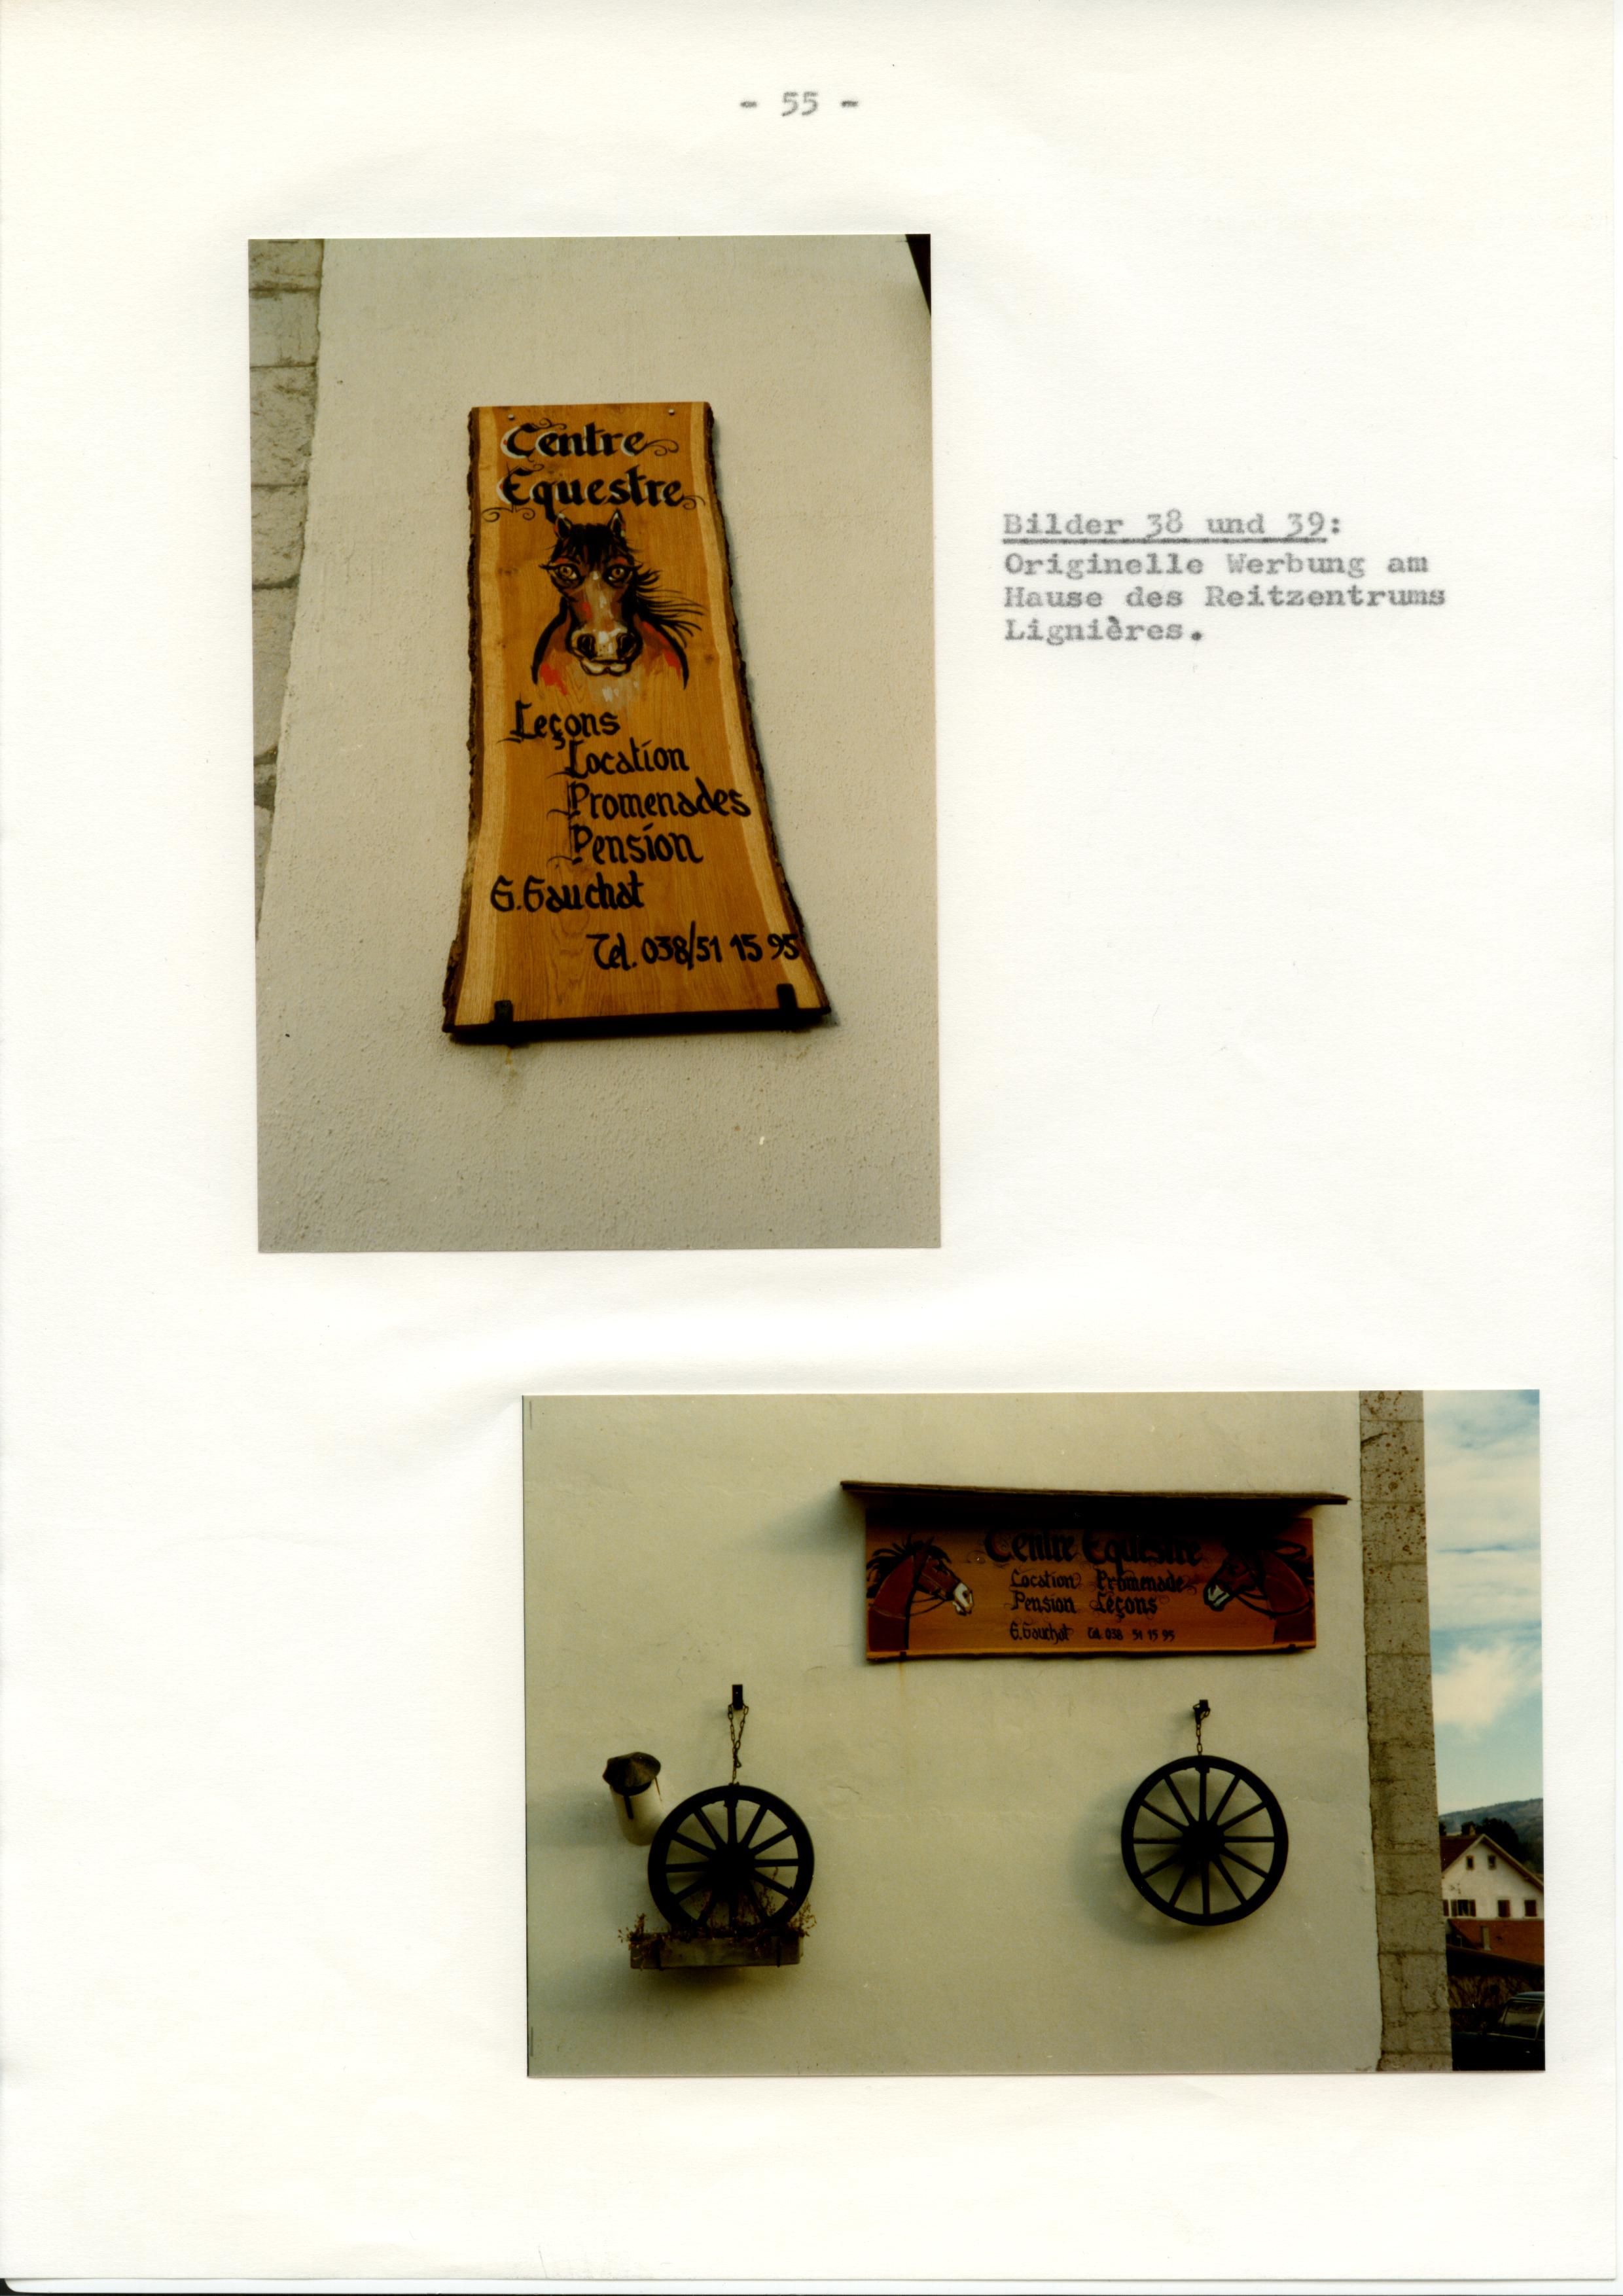 - 55 -
Centre
Equestre
Leçons
Location
Promenades
Pension
G. Gauchat
Tel. 038/51 15 95
Bilder 38 und 39:
Originelle Werbung am
Hause des Reitzentrums
Lignières.
Centre Equestre
Location Promenade
Pension Leçons
G. Gauchat Tel. 038 51 15 95